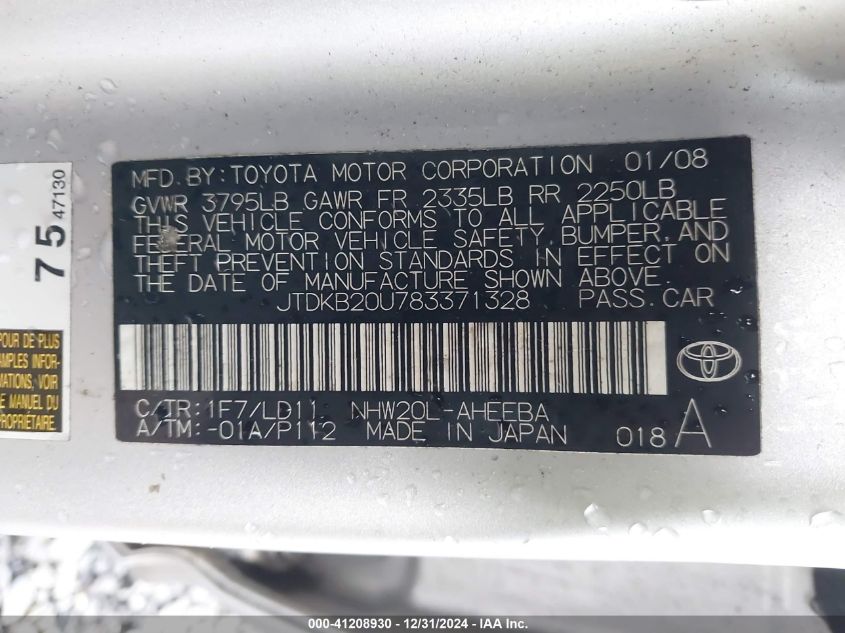 MFD.BY:TOYOTA MOTOR CORPORATION 01/08
GVWR 3795LB GAWR FR 2335LB RR 2250LB
THIS VEHICLE CONFORMS TO ALL APPLICABLE
FEDERAL MOTOR VEHICLE SAFETY,BUMPER,AND
THEFT PREVENTION STANDARDS IN EFFECT ON
THE DATE OF MANUFACTURE SHOWN ABOVE.
JTDKB20U783371328 PASS.CAR
C/TR:1F7/LD11 NHW20L-AHEEBA
A/TM:-01A/P112 MADE IN JAPAN 018 A
75 47130
POUR DE PLUS
AMPLES INFOR-
MATIONS, VOIR
LE MANUEL DU
PROPRIÉTAIRE.
000-41208930 - 12/31/2024 - IAA Inc.